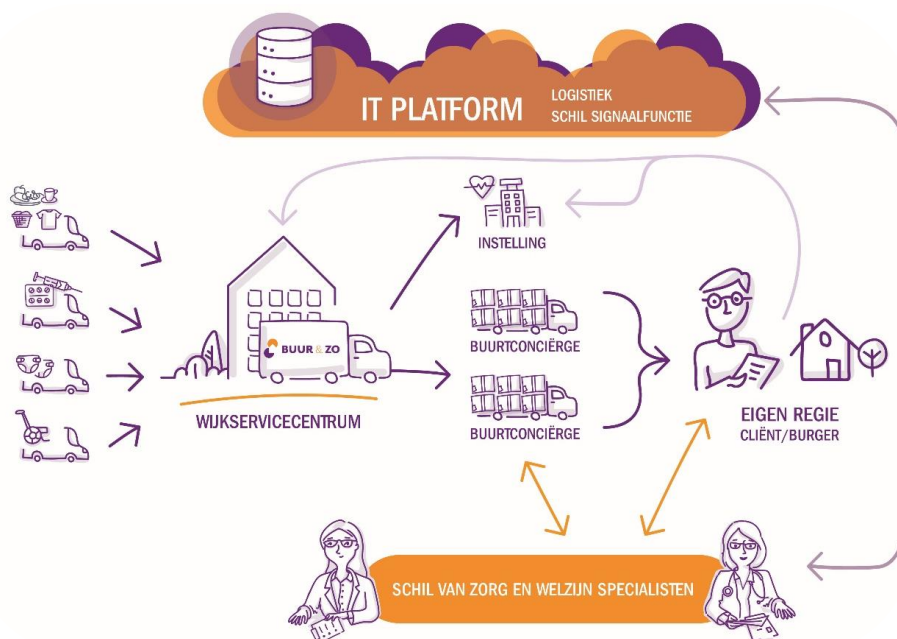 IT PLATFORM
LOGISTIEK
SCHIL SIGNAALFUNCTIE
INSTELLING
BUUR & ZO
BUURTCONCIËRGE
WIJKSERVICECENTRUM
BUURTCONCIËRGE
EIGEN REGIE
CLIËNT/BURGER
SCHIL VAN ZORG EN WELZIJN SPECIALISTEN